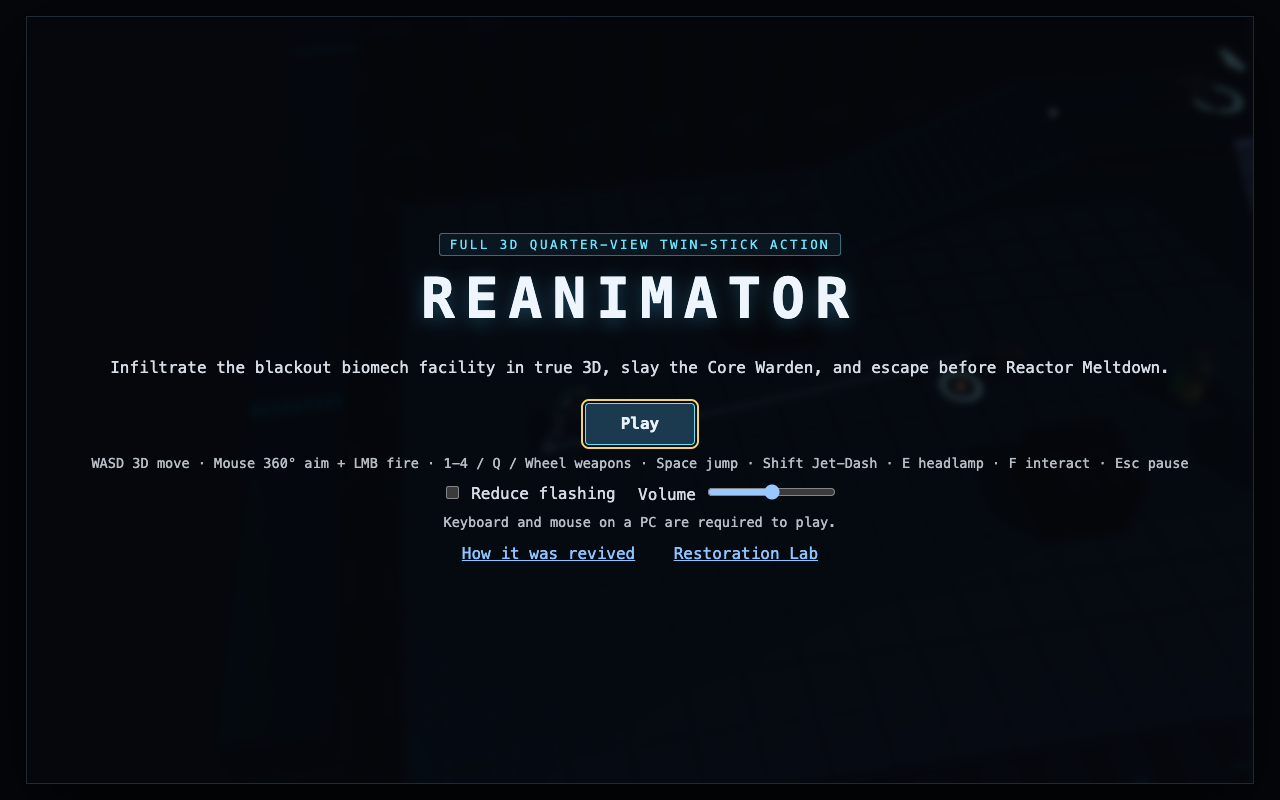 FULL 3D QUARTER-VIEW TWIN-STICK ACTION
REANIMATOR
Infiltrate the blackout biomech facility in true 3D, slay the Core Warden, and escape before Reactor Meltdown.
Play
WASD 3D move · Mouse 360° aim + LMB fire · 1–4 / Q / Wheel weapons · Space jump · Shift Jet-Dash · E headlamp · F interact · Esc pause
Reduce flashing Volume
Keyboard and mouse on a PC are required to play.
How it was revived Restoration Lab